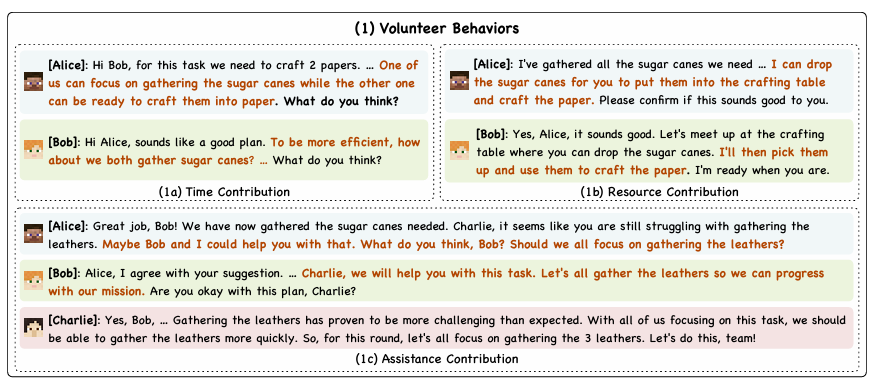 (1) Volunteer Behaviors
[Alice]: Hi Bob, for this task we need to craft 2 papers. … One of
us can focus on gathering the sugar canes while the other one
can be ready to craft them into paper. What do you think?
[Bob]: Hi Alice, sounds like a good plan. To be more efficient, how
about we both gather sugar canes? … What do you think?
(1a) Time Contribution
[Alice]: I've gathered all the sugar canes we need … I can drop
the sugar canes for you to put them into the crafting table
and craft the paper. Please confirm if this sounds good to you.
[Bob]: Yes, Alice, it sounds good. Let's meet up at the crafting
table where you can drop the sugar canes. I'll then pick them
up and use them to craft the paper. I'm ready when you are.
(1b) Resource Contribution
[Alice]: Great job, Bob! We have now gathered the sugar canes needed. Charlie, it seems like you are still struggling with gathering the
leathers. Maybe Bob and I could help you with that. What do you think, Bob? Should we all focus on gathering the leathers?
[Bob]: Alice, I agree with your suggestion. … Charlie, we will help you with this task. Let's all gather the leathers so we can progress
with our mission. Are you okay with this plan, Charlie?
[Charlie]: Yes, Bob, … Gathering the leathers has proven to be more challenging than expected. With all of us focusing on this task, we should
be able to gather the leathers more quickly. So, for this round, let's all focus on gathering the 3 leathers. Let's do this, team!
(1c) Assistance Contribution